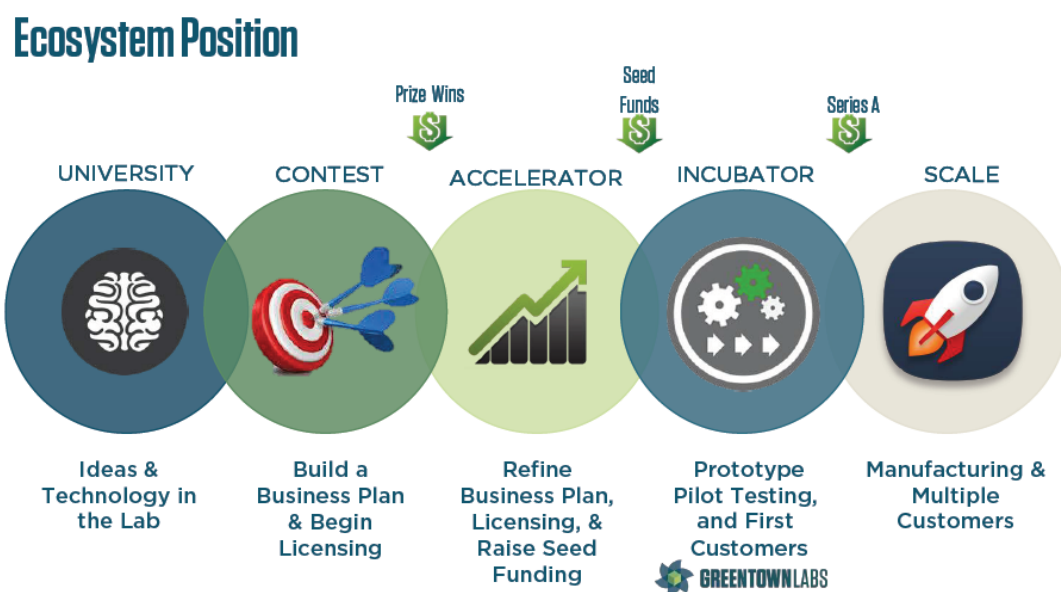 Ecosystem Position
Prize Wins
Seed
Funds
Series A
$
$
$
UNIVERSITY
CONTEST
ACCELERATOR
INCUBATOR
SCALE
Ideas &
Technology in
the Lab
Build a
Business Plan
& Begin
Licensing
Refine
Business Plan,
Licensing, &
Raise Seed
Funding
Prototype
Pilot Testing,
and First
Customers
GREENTOWNLABS
Manufacturing &
Multiple
Customers